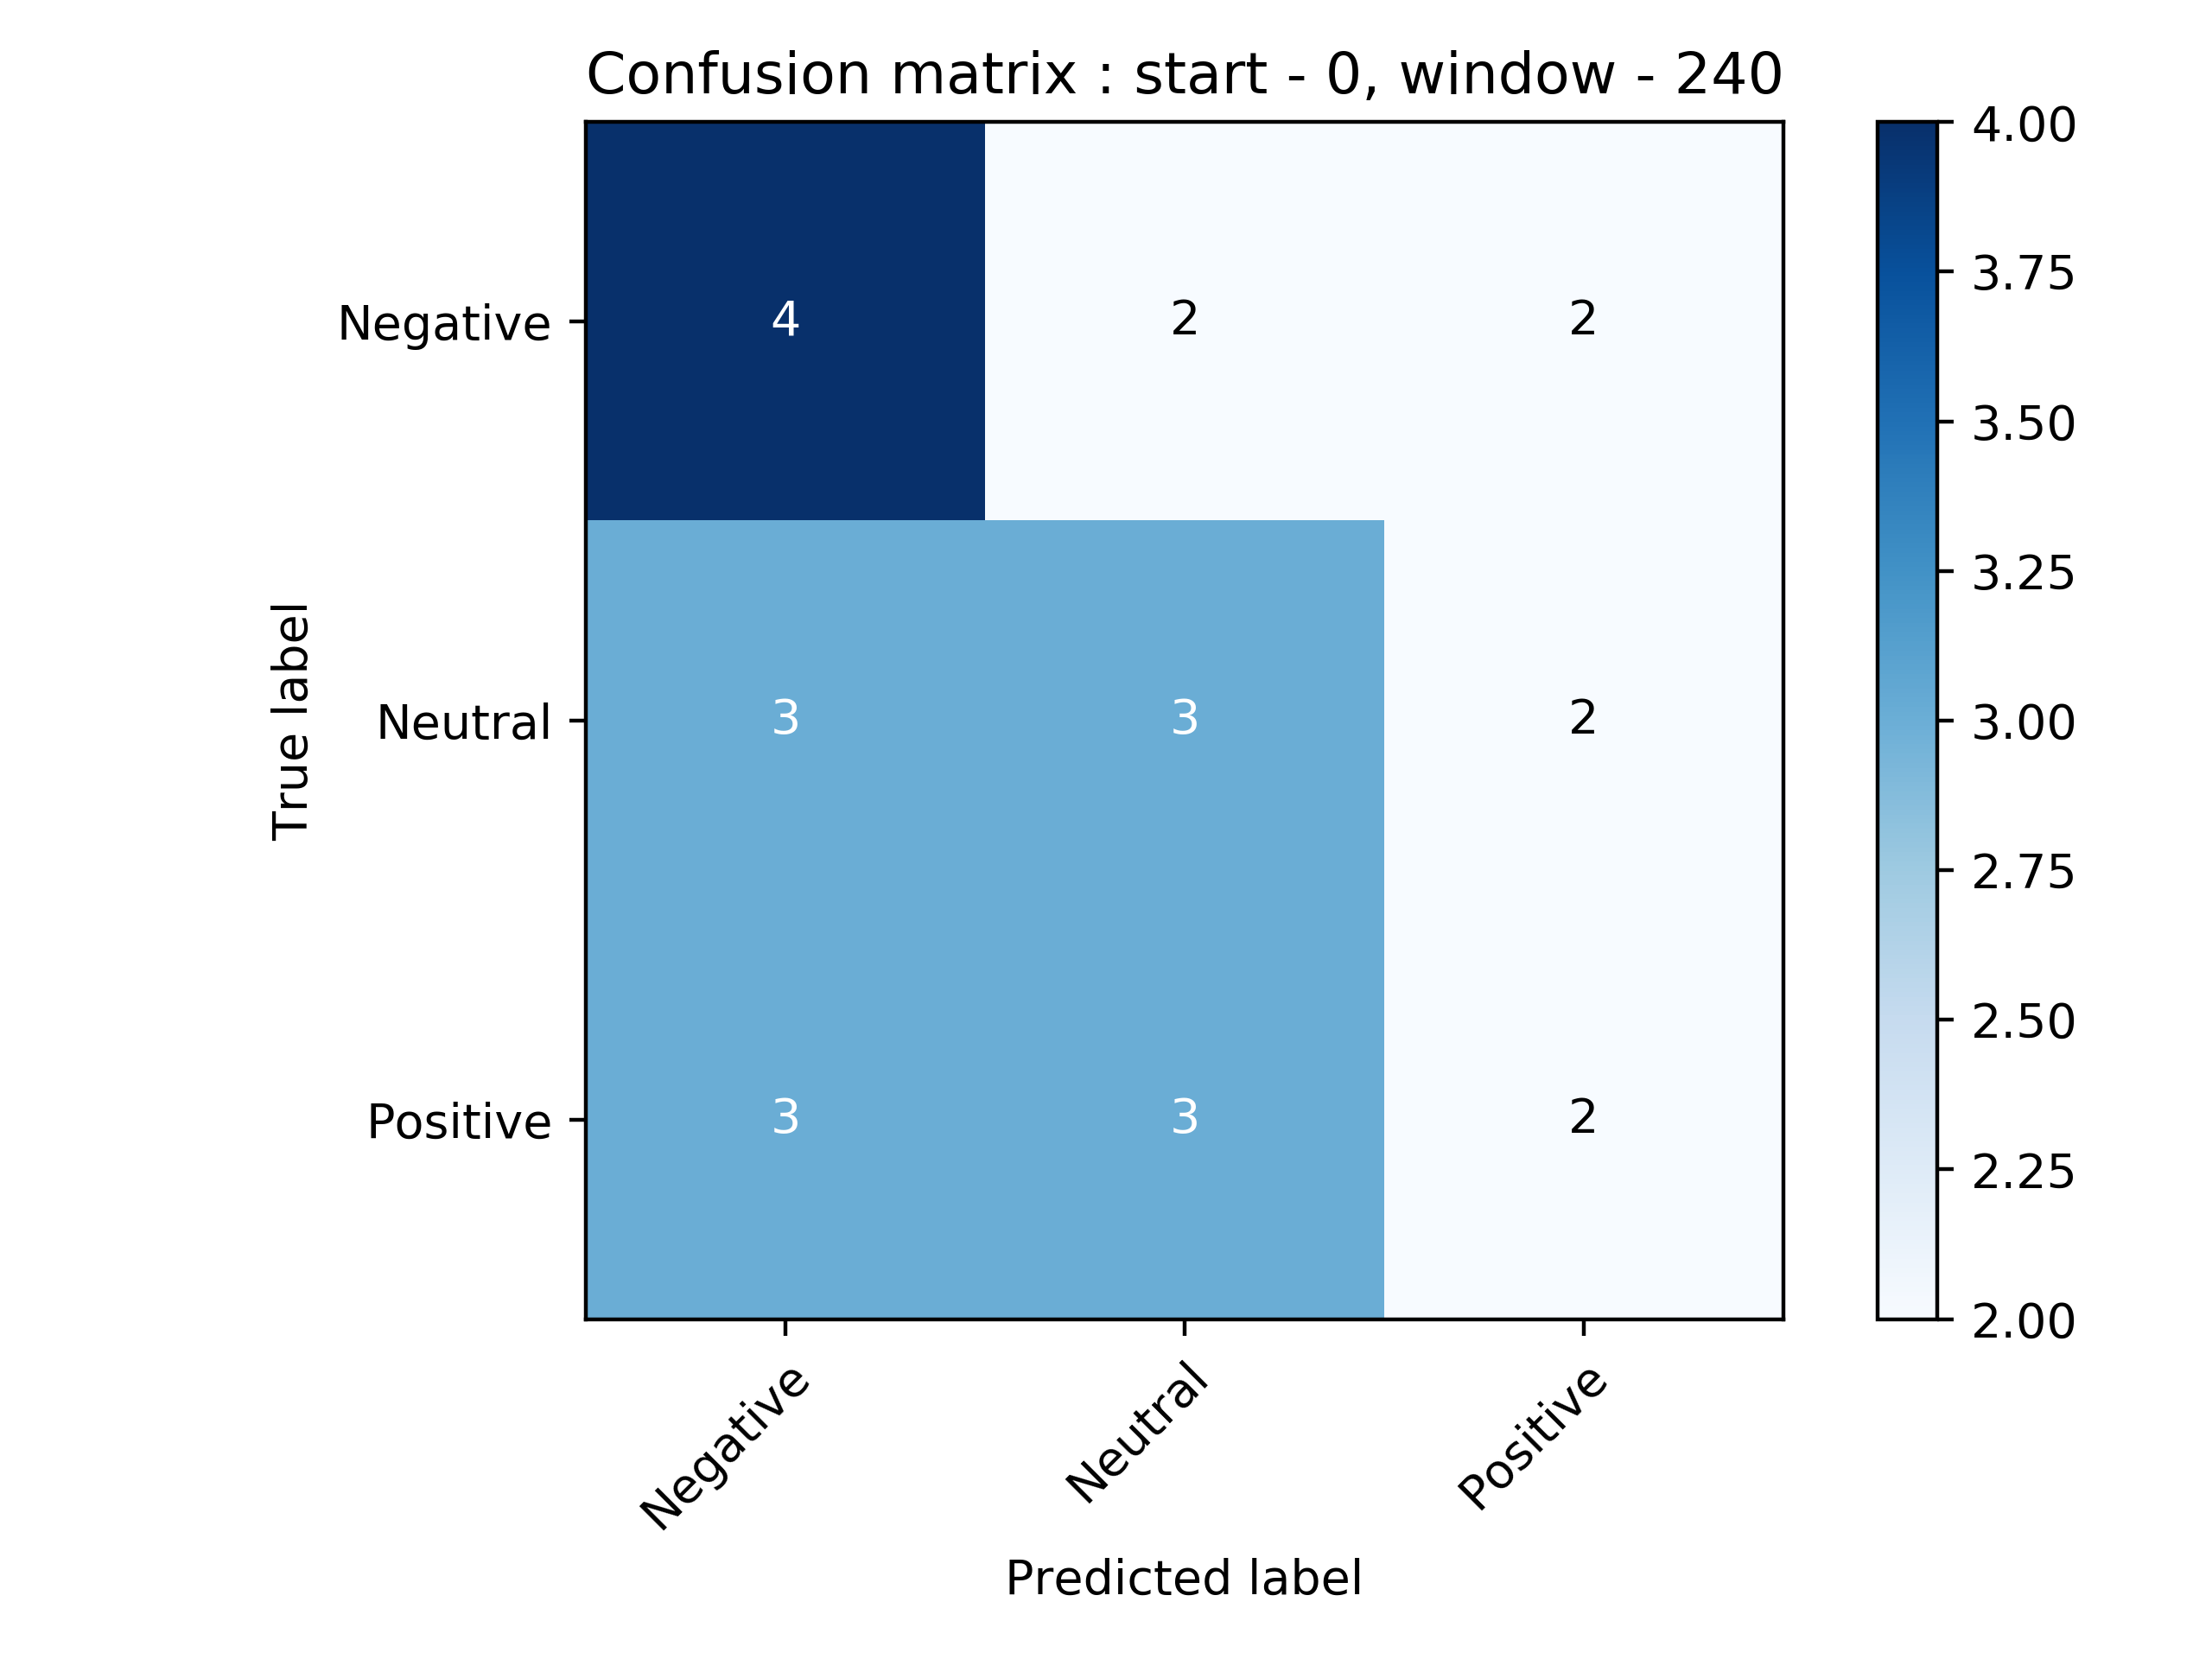 Confusion matrix : start - 0, window - 240
True label
Negative
4 2 2
Neutral
3 3 2
Positive
3 3 2
Negative
Neutral
Positive
Predicted label
4.00
3.75
3.50
3.25
3.00
2.75
2.50
2.25
2.00